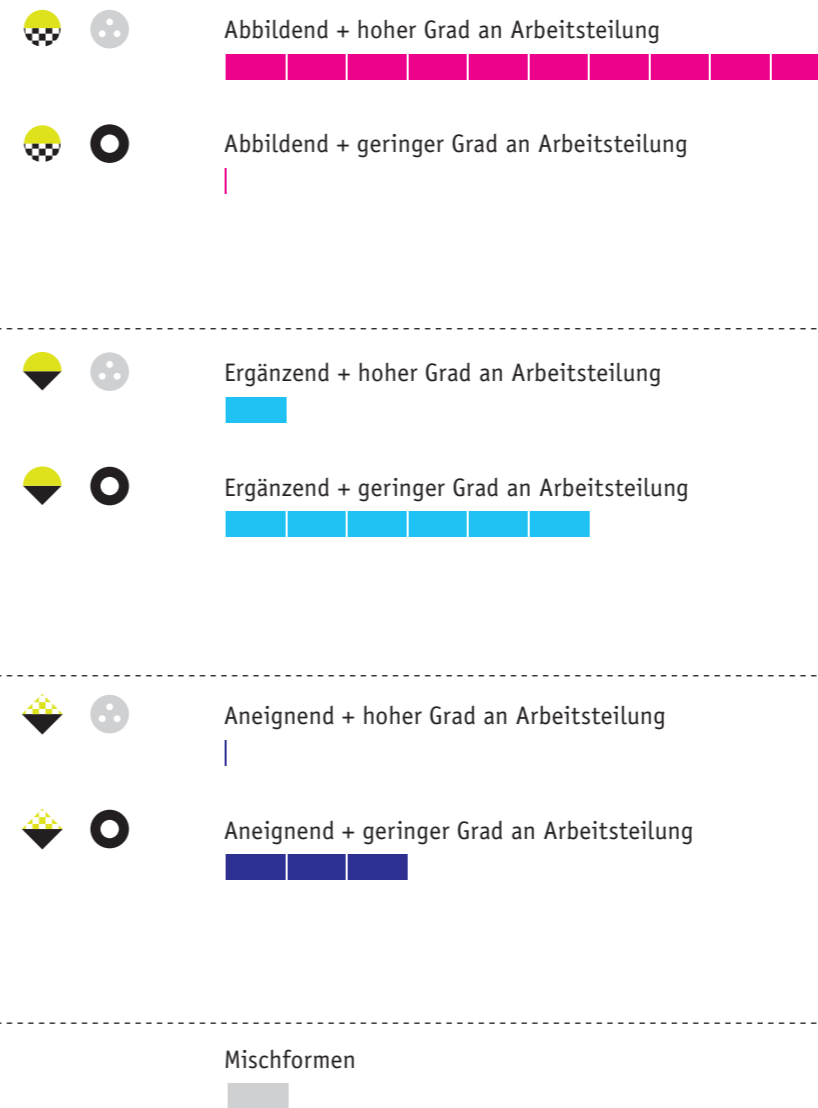 Abbildend + hoher Grad an Arbeitsteilung
Abbildend + geringer Grad an Arbeitsteilung
Ergänzend + hoher Grad an Arbeitsteilung
Ergänzend + geringer Grad an Arbeitsteilung
Aneignend + hoher Grad an Arbeitsteilung
Aneignend + geringer Grad an Arbeitsteilung
Mischformen